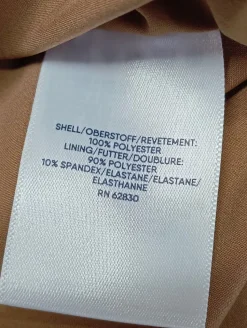 SHELL/OBERSTOFF/REVETEMENT:
100% POLYESTER
LINING/FUTTER/DOUBLURE:
90% POLYESTER
10% SPANDEX/ELASTANE/ELASTANE/
ELASTHANNE
RN 62830